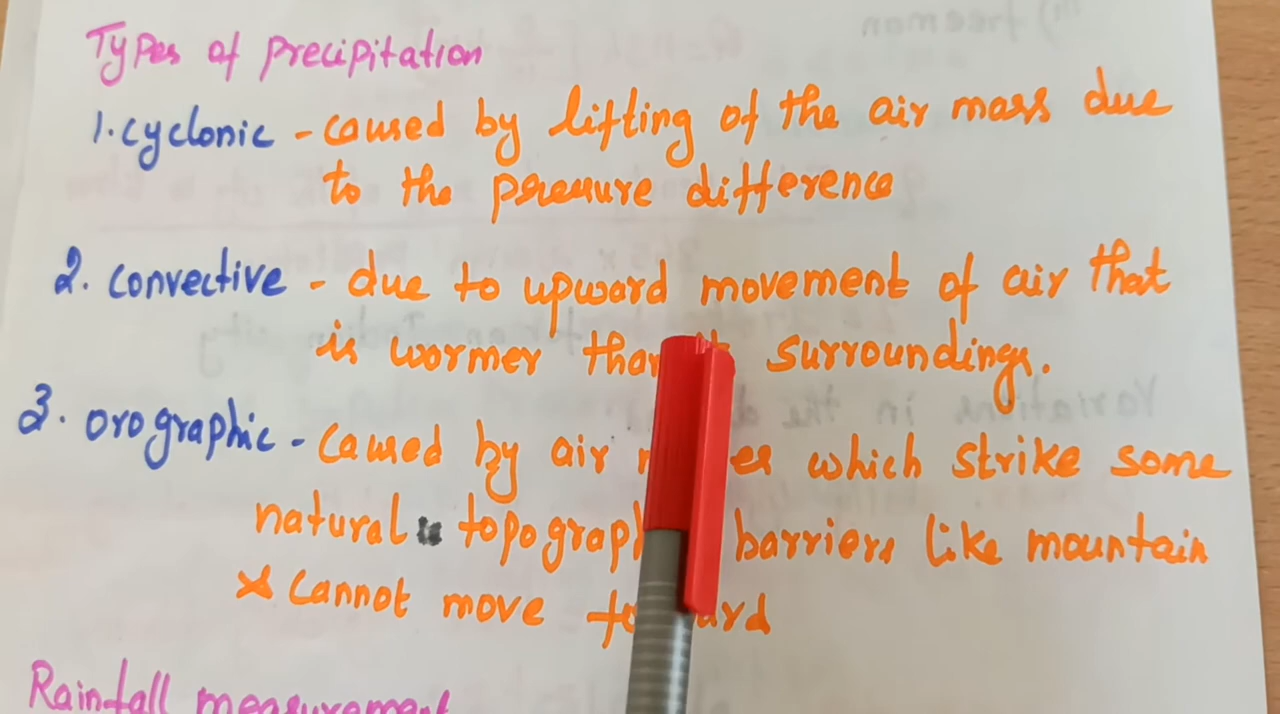 Types of precipitation
1. cyclonic - caused by lifting of the air mass due
to the pressure difference
2. convective - due to upward movement of air that
is wormer than surroundings.
3. orographic - caused by air which strike some
natural barriers like mountain
& cannot move
Rainfall measurement